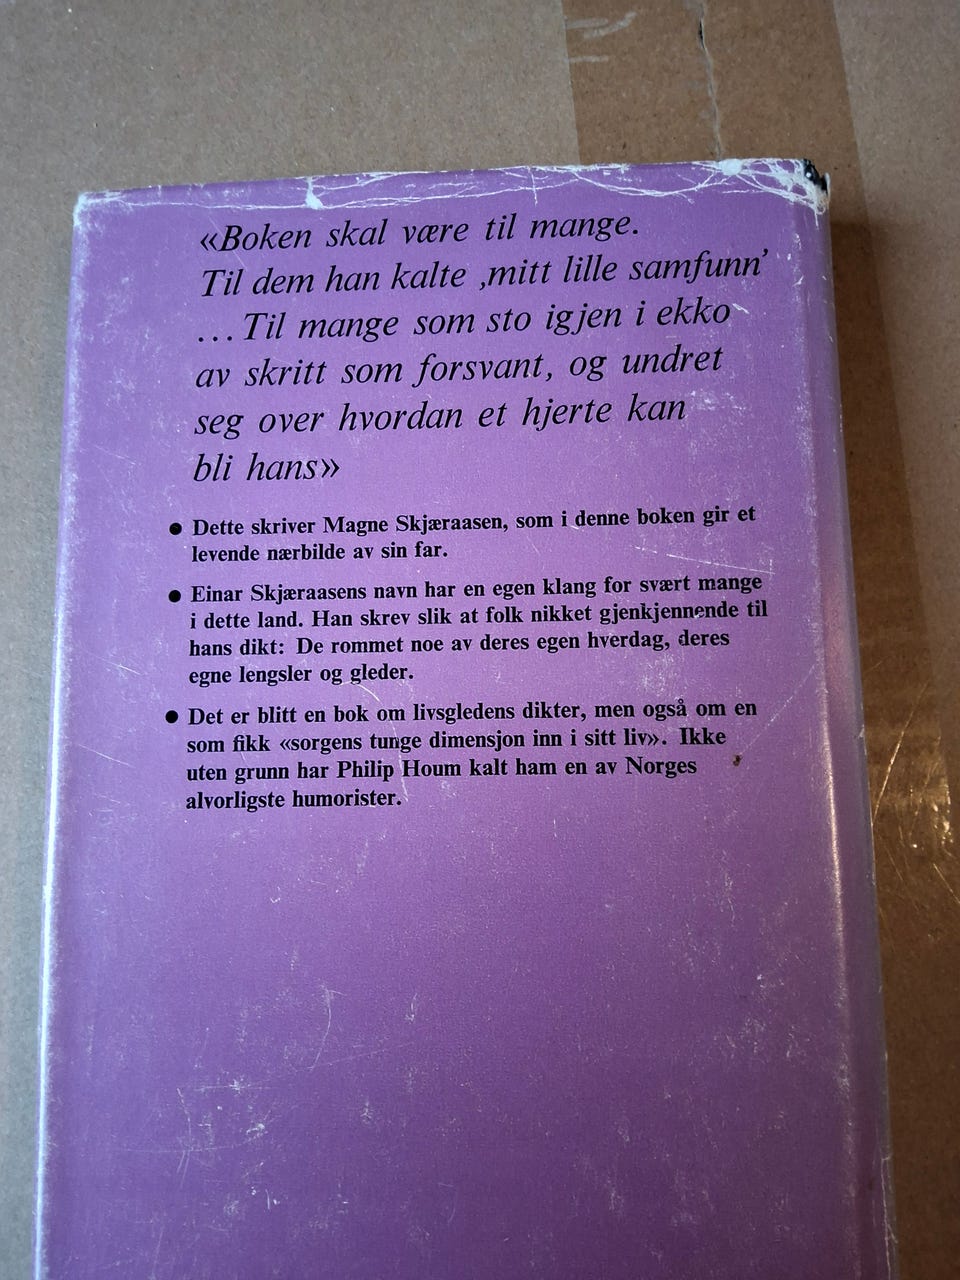 «Boken skal være til mange.
Til dem han kalte ,mitt lille samfunn’
...Til mange som sto igjen i ekko
av skritt som forsvant, og undret
seg over hvordan et hjerte kan
bli hans»
● Dette skriver Magne Skjæraasen, som i denne boken gir et
levende nærbilde av sin far.
● Einar Skjæraasens navn har en egen klang for svært mange
i dette land. Han skrev slik at folk nikket gjenkjennende til
hans dikt: De rommet noe av deres egen hverdag, deres
egne lengsler og gleder.
● Det er blitt en bok om livsgledens dikter, men også om en
som fikk «sorgens tunge dimensjon inn i sitt liv». Ikke
uten grunn har Philip Houm kalt ham en av Norges
alvorligste humorister.